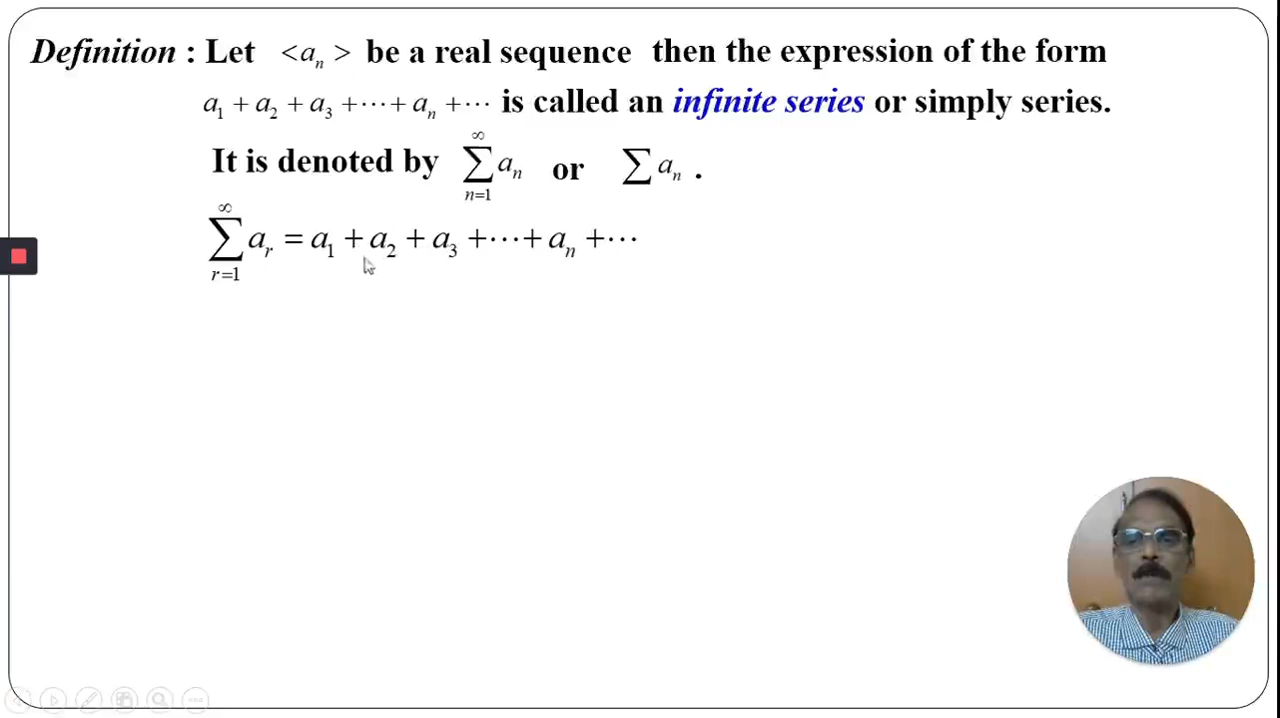 Definition : Let <aₙ> be a real sequence then the expression of the form
a₁ + a₂ + a₃ +⋯+ aₙ +⋯ is called an infinite series or simply series.
It is denoted by ∑_{n=1}^{∞} aₙ or ∑ aₙ .
∑_{r=1}^{∞} aᵣ = a₁ + a₂ + a₃ +⋯+ aₙ +⋯